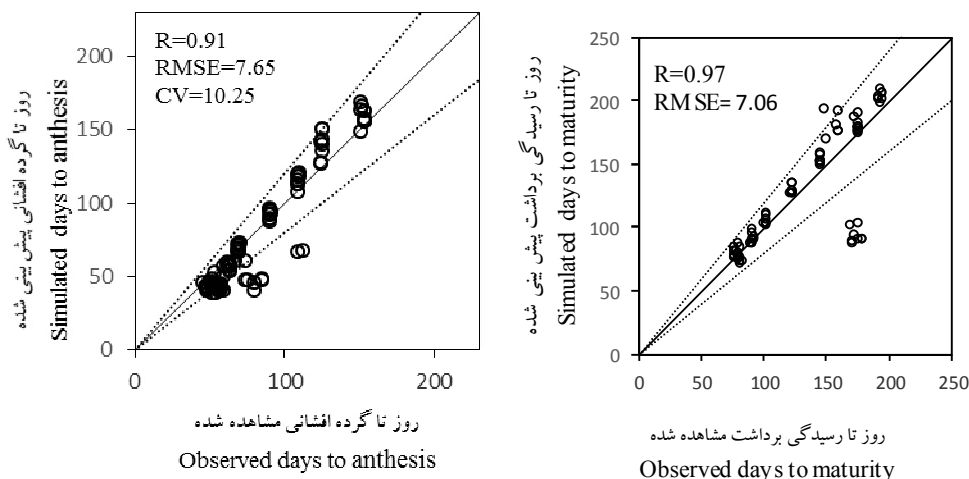 روز تا گرده افشانی پیش بینی شده
Simulated days to anthesis
200
150
100
50
0
R=0.91
RMSE=7.65
CV=10.25
0 100 200
روز تا گرده افشانی مشاهده شده
Observed days to anthesis
روز تا رسیدگی برداشت پیش بینی شده
Simulated days to maturity
250
200
150
100
50
0
R=0.97
RMSE= 7.06
0 50 100 150 200 250
روز تا رسیدگی برداشت مشاهده شده
Observed days to maturity